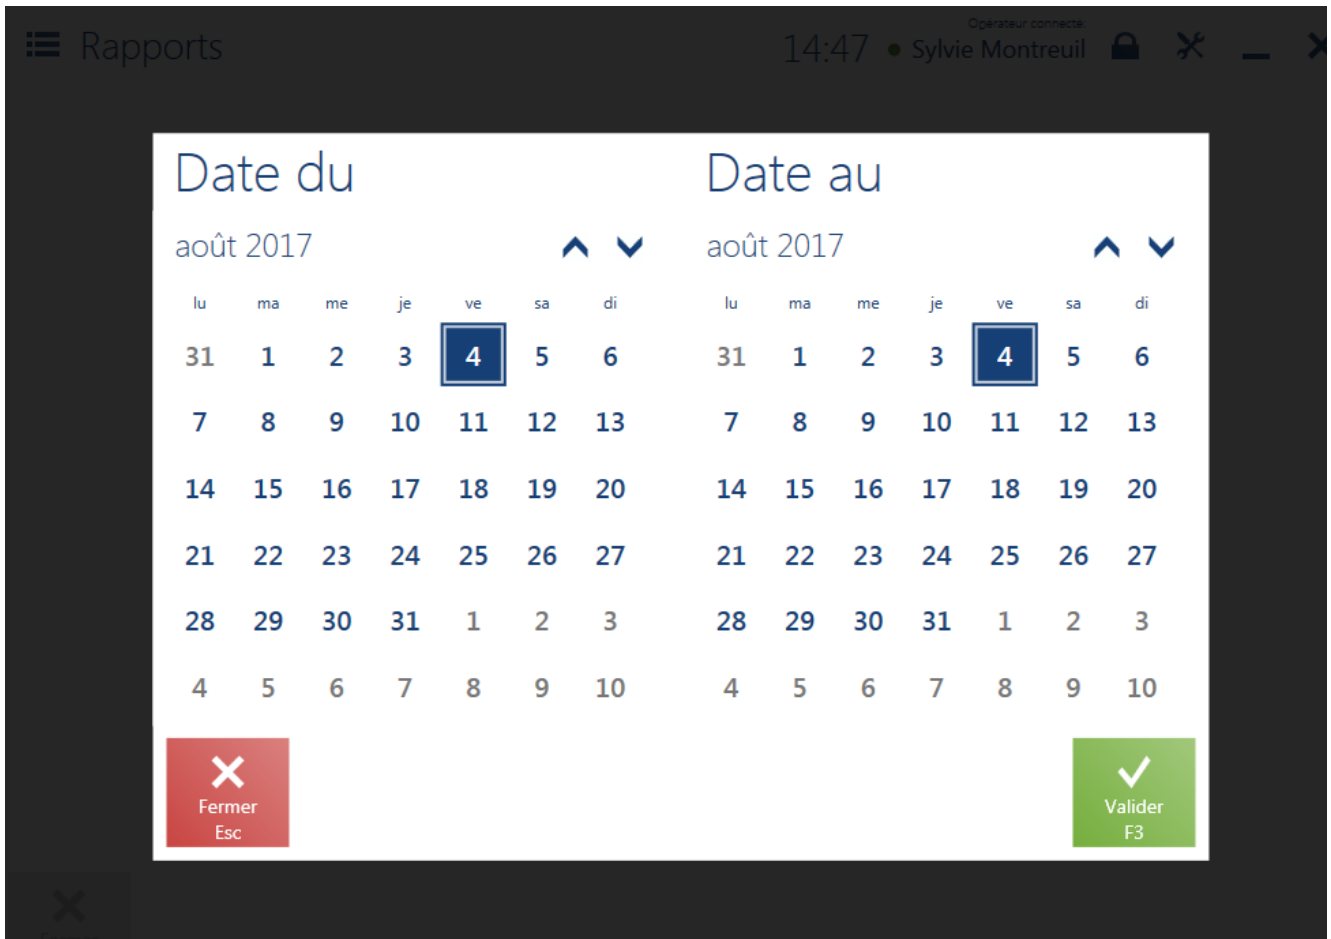 Opérateur connecté:
Rapports 14:47 Sylvie Montreuil
Date du
août 2017
lu ma me je ve sa di
31 1 2 3 4 5 6
7 8 9 10 11 12 13
14 15 16 17 18 19 20
21 22 23 24 25 26 27
28 29 30 31 1 2 3
4 5 6 7 8 9 10
Date au
août 2017
lu ma me je ve sa di
31 1 2 3 4 5 6
7 8 9 10 11 12 13
14 15 16 17 18 19 20
21 22 23 24 25 26 27
28 29 30 31 1 2 3
4 5 6 7 8 9 10
Fermer
Esc
Valider
F3